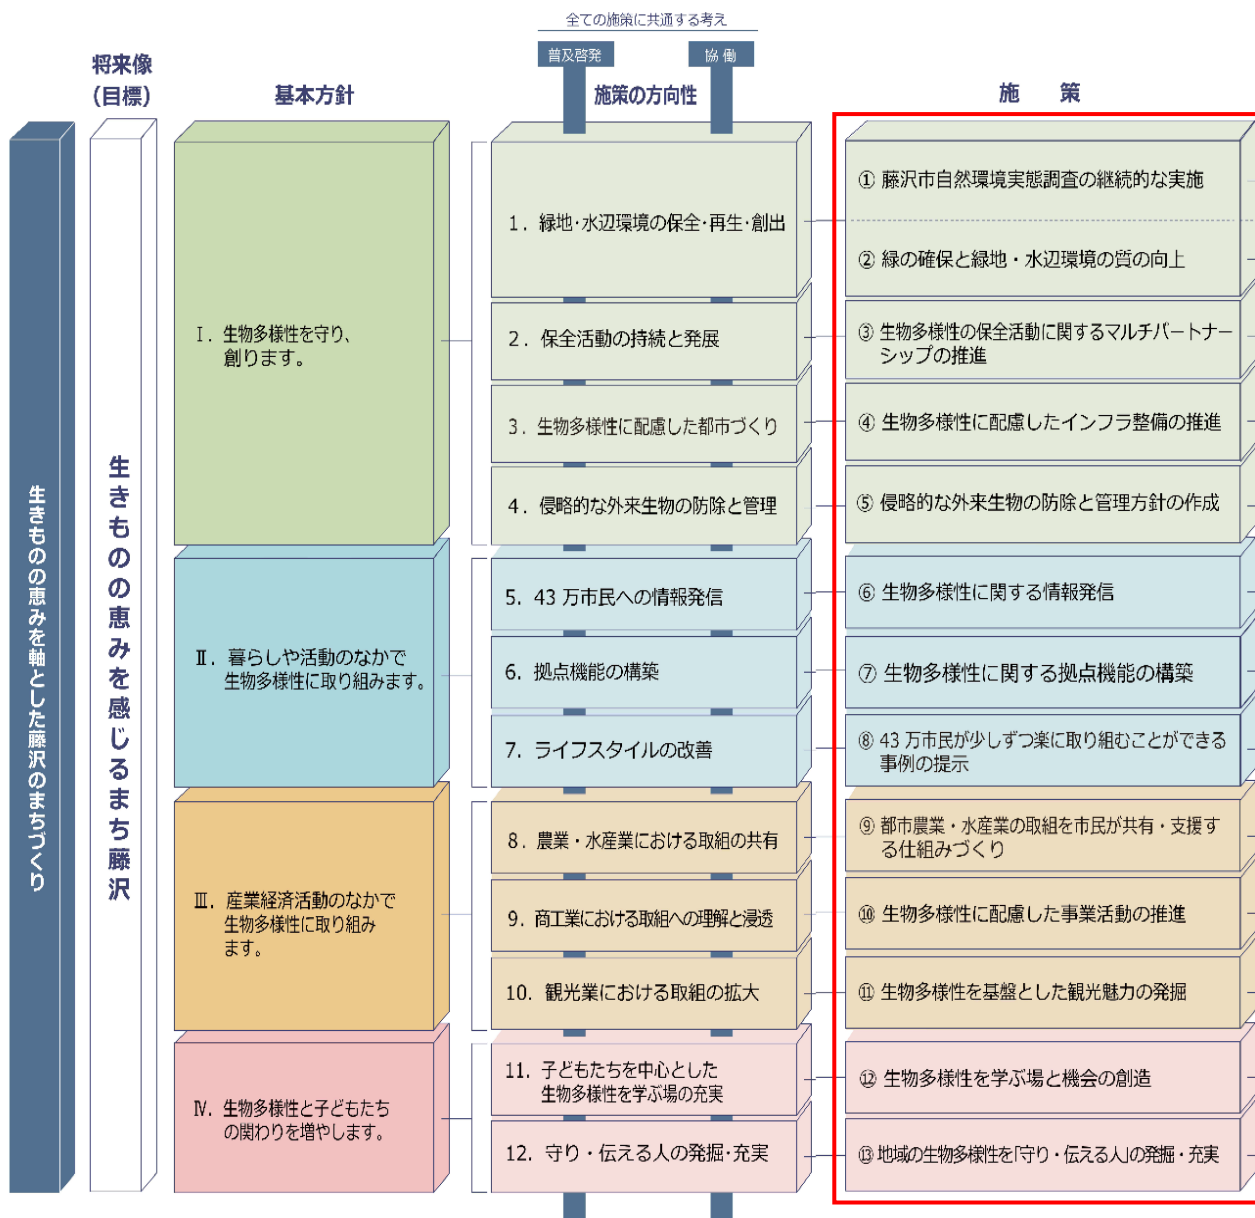 全ての施策に共通する考え
普及啓発
協働
将来像
(目標)
基本方針
施策の方向性
施　策
生きものの恵みを軸とした藤沢のまちづくり
生きものの恵みを感じるまち藤沢
Ⅰ．生物多様性を守り、
創ります。
1．緑地・水辺環境の保全・再生・創出
① 藤沢市自然環境実態調査の継続的な実施
② 緑の確保と緑地・水辺環境の質の向上
2．保全活動の持続と発展
③ 生物多様性の保全活動に関するマルチパートナー
シップの推進
3．生物多様性に配慮した都市づくり
④ 生物多様性に配慮したインフラ整備の推進
4．侵略的な外来生物の防除と管理
⑤ 侵略的な外来生物の防除と管理方針の作成
Ⅱ．暮らしや活動のなかで
生物多様性に取り組みます。
5．43 万市民への情報発信
⑥ 生物多様性に関する情報発信
6．拠点機能の構築
⑦ 生物多様性に関する拠点機能の構築
7．ライフスタイルの改善
⑧ 43 万市民が少しずつ楽に取り組むことができる
事例の提示
Ⅲ．産業経済活動のなかで
生物多様性に取り組み
ます。
8．農業・水産業における取組の共有
⑨ 都市農業・水産業の取組を市民が共有・支援す
る仕組みづくり
9．商工業における取組への理解と浸透
⑩ 生物多様性に配慮した事業活動の推進
10．観光業における取組の拡大
⑪ 生物多様性を基盤とした観光魅力の発掘
Ⅳ．生物多様性と子どもたち
の関わりを増やします。
11．子どもたちを中心とした
生物多様性を学ぶ場の充実
⑫ 生物多様性を学ぶ場と機会の創造
12．守り・伝える人の発掘・充実
⑬ 地域の生物多様性を「守り・伝える人」の発掘・充実